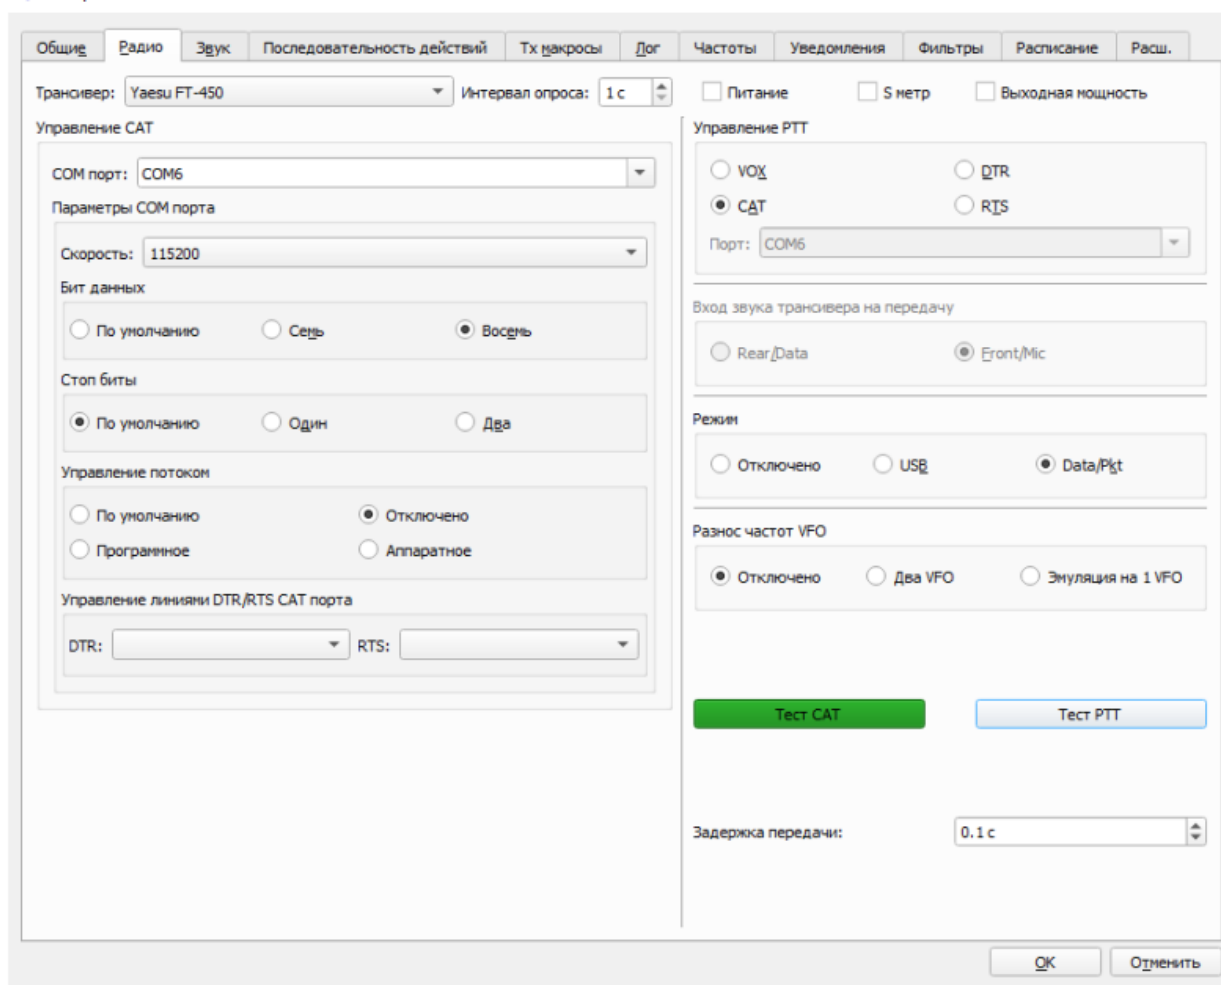 Общие Радио Звук Последовательность действий Tx макросы Лог Частоты Уведомления Фильтры Расписание Расш.
Трансивер: Yaesu FT-450 Интервал опроса: 1 с Питание S метр Выходная мощность
Управление CAT
COM порт: COM6
Параметры COM порта
Скорость: 115200
Бит данных
По умолчанию Семь Восемь
Стоп биты
По умолчанию Один Два
Управление потоком
По умолчанию Отключено
Программное Аппаратное
Управление линиями DTR/RTS CAT порта
DTR: RTS:
Управление PTT
VOX DTR
CAT RTS
Порт: COM6
Вход звука трансивера на передачу
Rear/Data Front/Mic
Режим
Отключено USB Data/Pkt
Разнос частот VFO
Отключено Два VFO Эмуляция на 1 VFO
Тест CAT Тест PTT
Задержка передачи: 0.1 с
OK Отменить